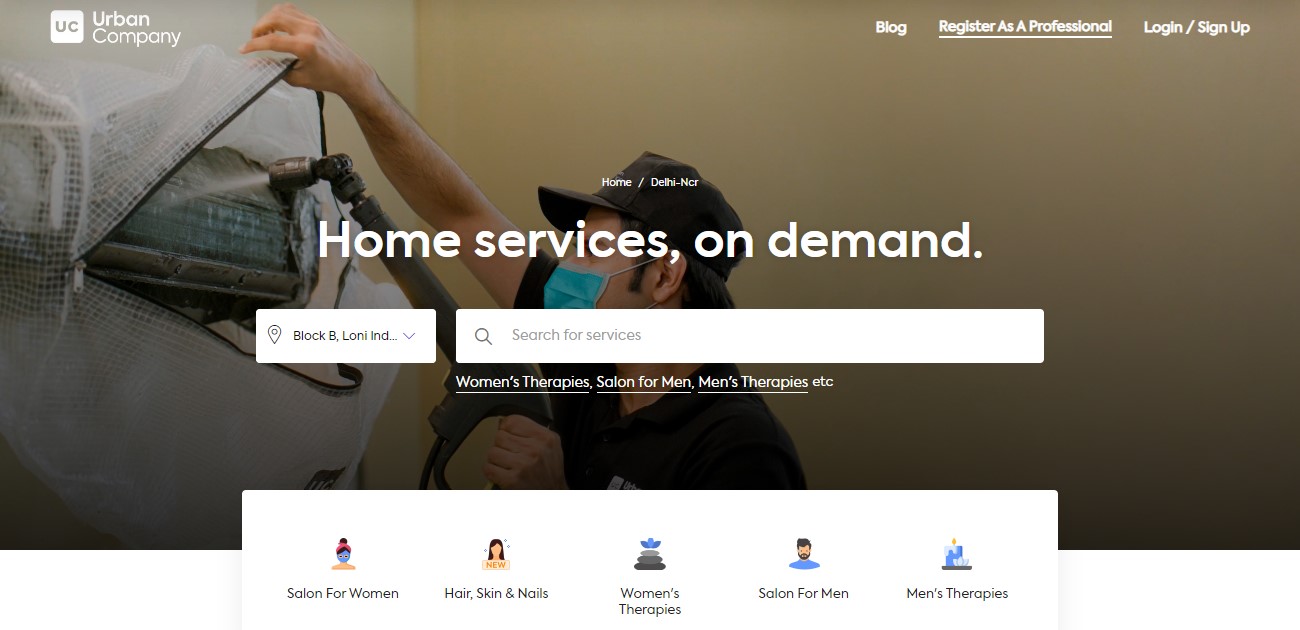 UC Urban
Company
Blog Register As A Professional Login / Sign Up
Home / Delhi-Ncr
Home services, on demand.
Block B, Loni Ind... Search for services
Women's Therapies, Salon for Men, Men's Therapies etc
UC
NEW
Salon For Women Hair, Skin & Nails Women's
Therapies Salon For Men Men's Therapies